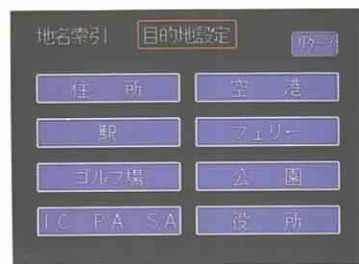 地名索引 目的地設定 リターン
住所 空港
駅 フェリー
ゴルフ場 公園
IC PA SA 役所